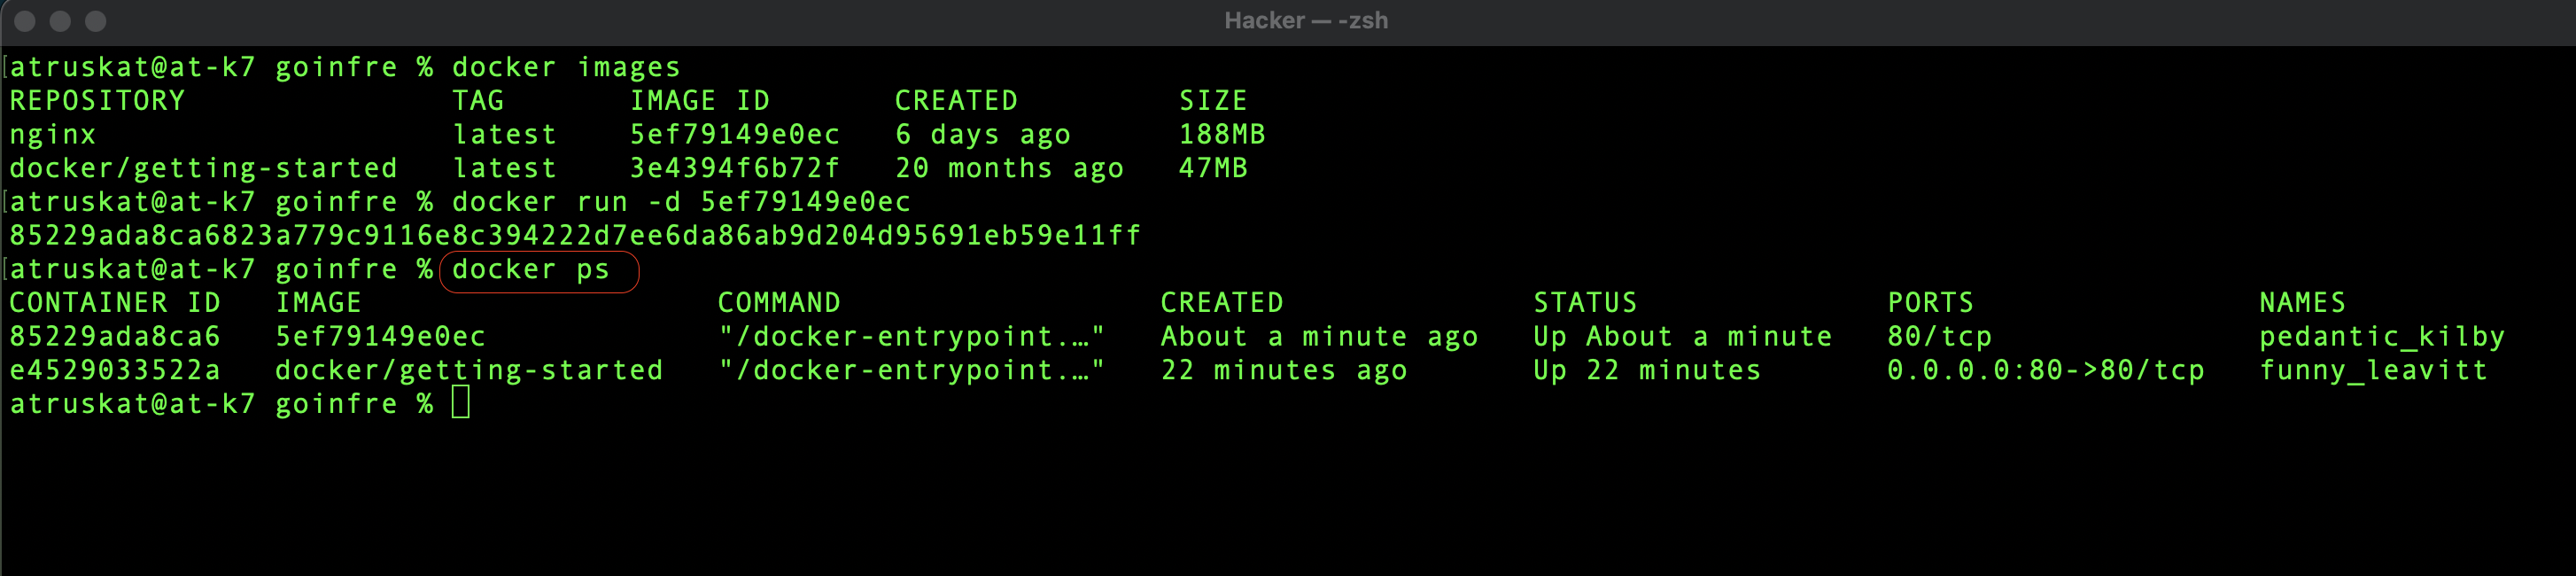 Hacker — -zsh
[atruskat@at-k7 goinfre % docker images
REPOSITORY TAG IMAGE ID CREATED SIZE
nginx latest 5ef79149e0ec 6 days ago 188MB
docker/getting-started latest 3e4394f6b72f 20 months ago 47MB
[atruskat@at-k7 goinfre % docker run -d 5ef79149e0ec
85229ada8ca6823a779c9116e8c394222d7ee6da86ab9d204d95691eb59e11ff
[atruskat@at-k7 goinfre % docker ps
CONTAINER ID IMAGE COMMAND CREATED STATUS PORTS NAMES
85229ada8ca6 5ef79149e0ec "/docker-entrypoint.…" About a minute ago Up About a minute 80/tcp pedantic_kilby
e4529033522a docker/getting-started "/docker-entrypoint.…" 22 minutes ago Up 22 minutes 0.0.0.0:80->80/tcp funny_leavitt
atruskat@at-k7 goinfre %